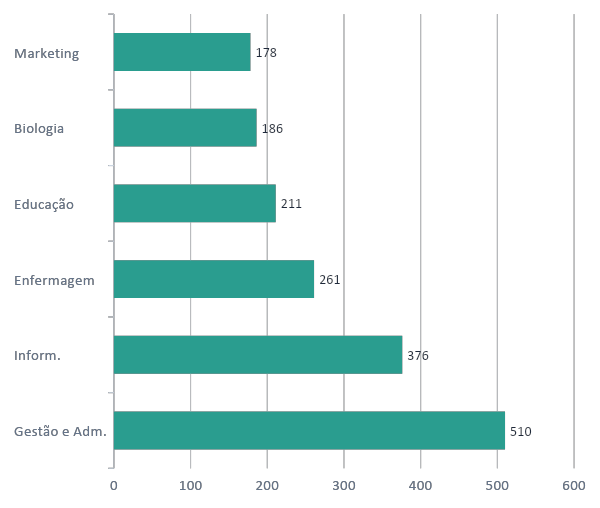 Marketing 178
Biologia 186
Educação 211
Enfermagem 261
Inform. 376
Gestão e Adm. 510
0 100 200 300 400 500 600